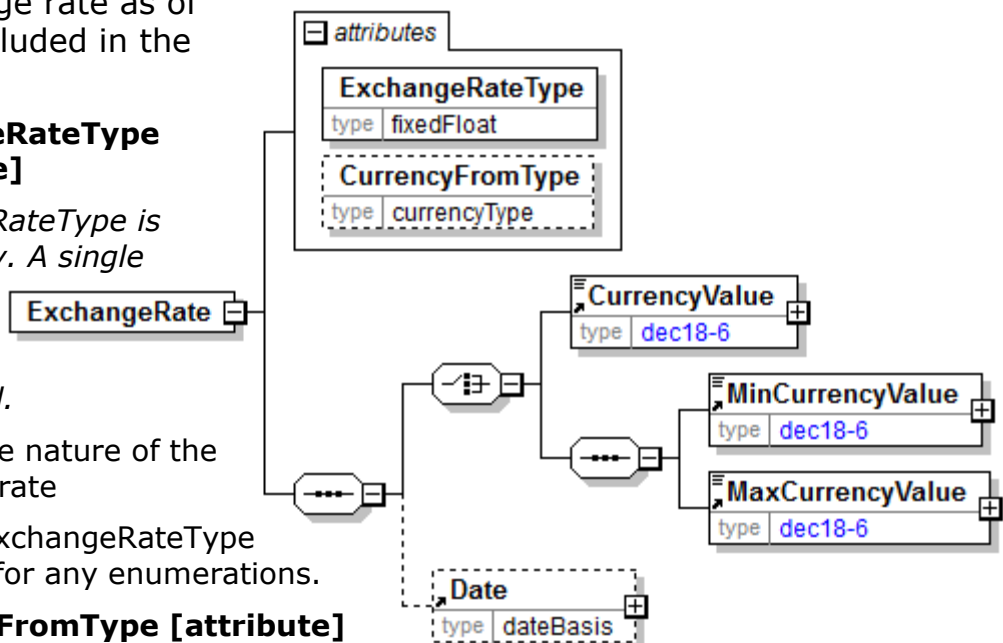 ge rate as of
luded in the
eRateType
e]
RateType is
y. A single
l.
e nature of the
rate
xchangeRateType
for any enumerations.
FromType [attribute]
attributes
ExchangeRateType
type fixedFloat
CurrencyFromType
type currencyType
ExchangeRate
CurrencyValue
type dec18-6
MinCurrencyValue
type dec18-6
MaxCurrencyValue
type dec18-6
Date
type dateBasis